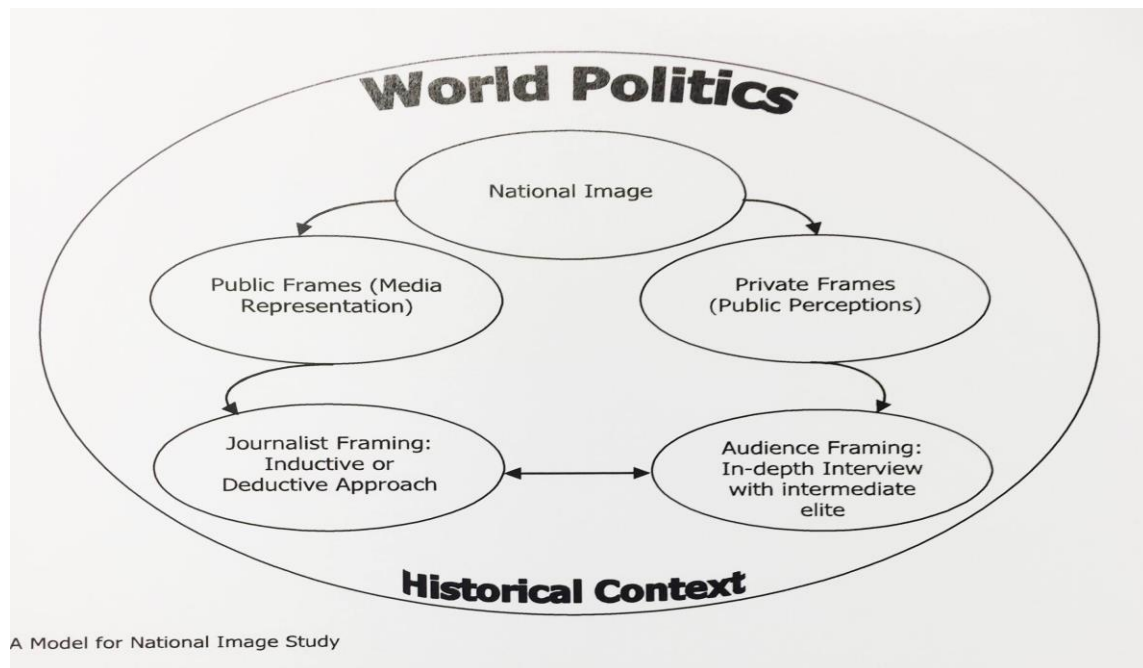 World Politics
National Image
Public Frames (Media
Representation)
Private Frames
(Public Perceptions)
Journalist Framing:
Inductive or
Deductive Approach
Audience Framing:
In-depth Interview
with intermediate
elite
Historical Context
A Model for National Image Study